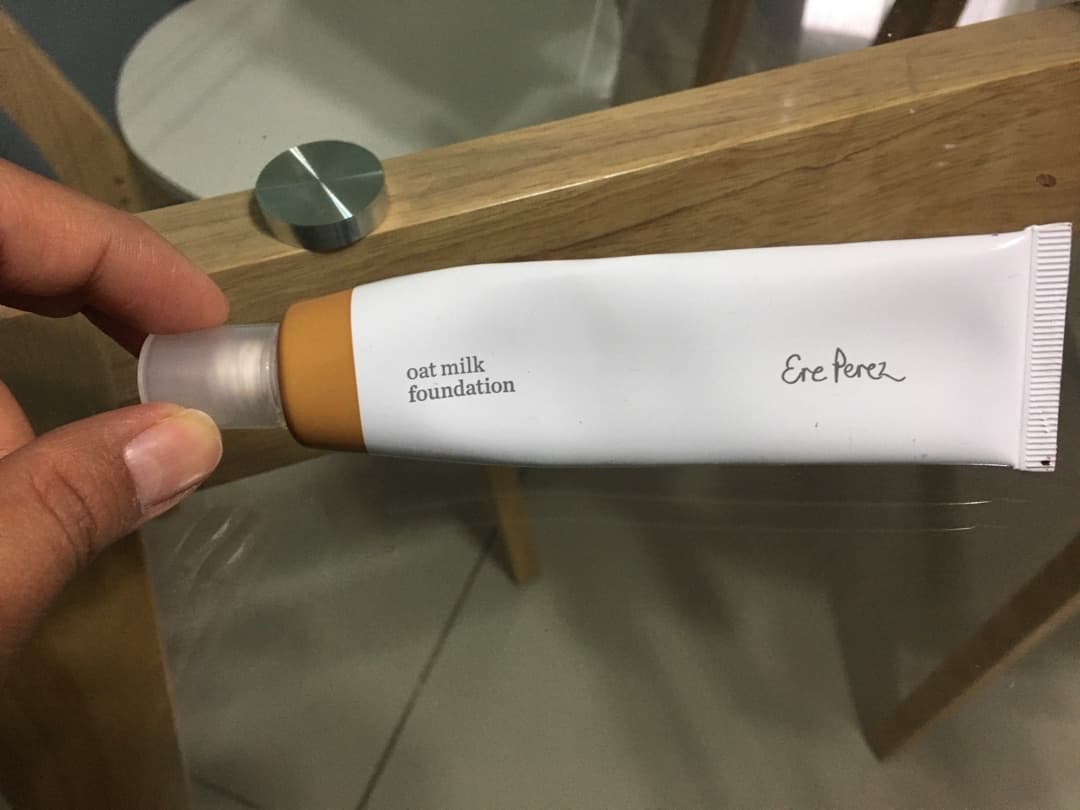 oat milk
foundation
Ere Perez